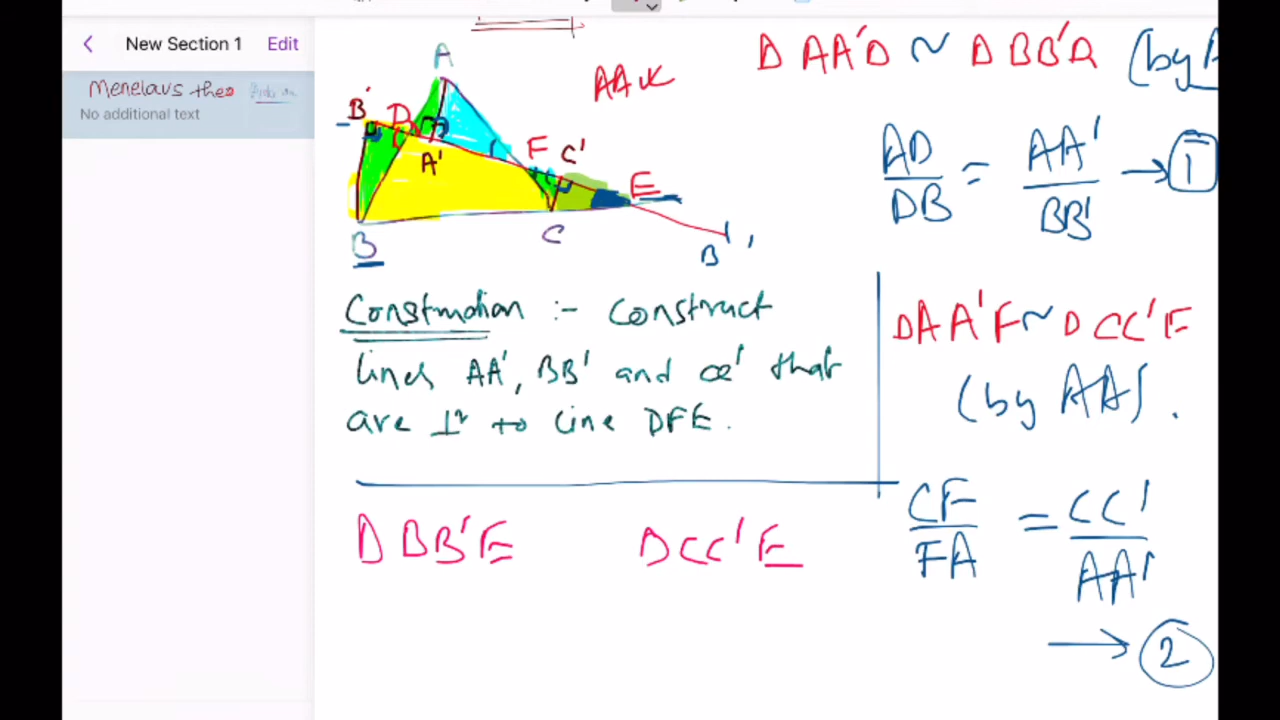 New Section 1 Edit
Menelaus theo
No additional text
A
B' D
A'
F C'
E
B
C
B'
AA
Construction :- Construct
lines AA', BB' and CC' that
are ⊥r to line DFE.
Δ BB'E Δ CC'E
Δ AA'D ~ Δ BB'D (by A
AD/DB = AA'/BB' → 1
Δ AA'F ~ Δ CC'F
(by AA).
CF/FA = CC'/AA'
→ 2